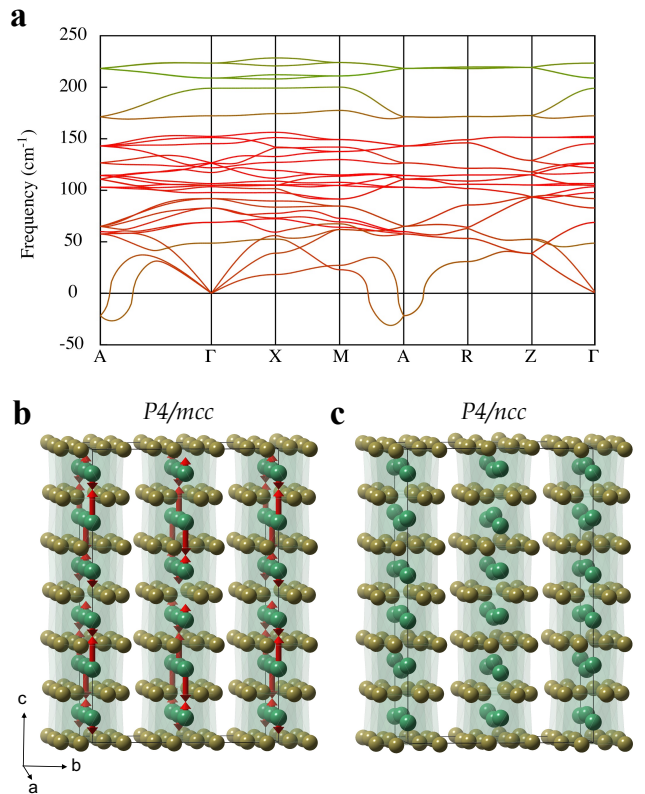 a
250
200
150
100
50
0
-50
Frequency (cm⁻¹)
A Γ X M A R Z Γ
b P4/mcc
c P4/ncc
c
b
a